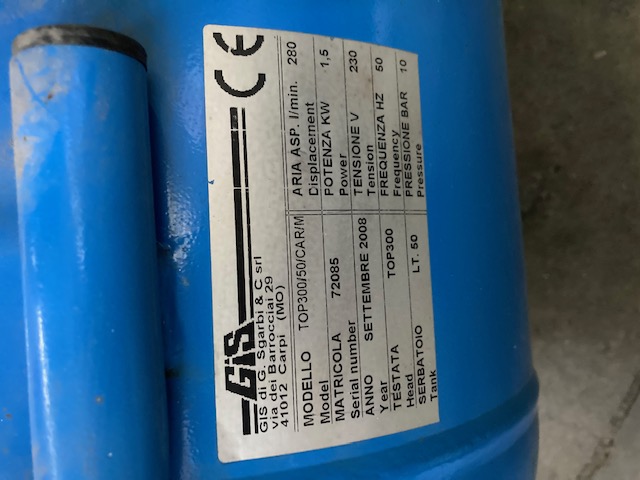 GIS
CE
GIS di G. Sgarbi & C srl
via dei Barrocciai 29
41012 Carpi (MO)
MODELLO TOP300/50/CAR/M ARIA ASP. l/min. 280
Model Displacement
MATRICOLA 72085 POTENZA KW 1,5
Serial number Power
ANNO SETTEMBRE 2008 TENSIONE V 230
Year Tension
TESTATA TOP300 FREQUENZA HZ 50
Head Frequency
SERBATOIO LT. 50 PRESSIONE BAR 10
Tank Pressure